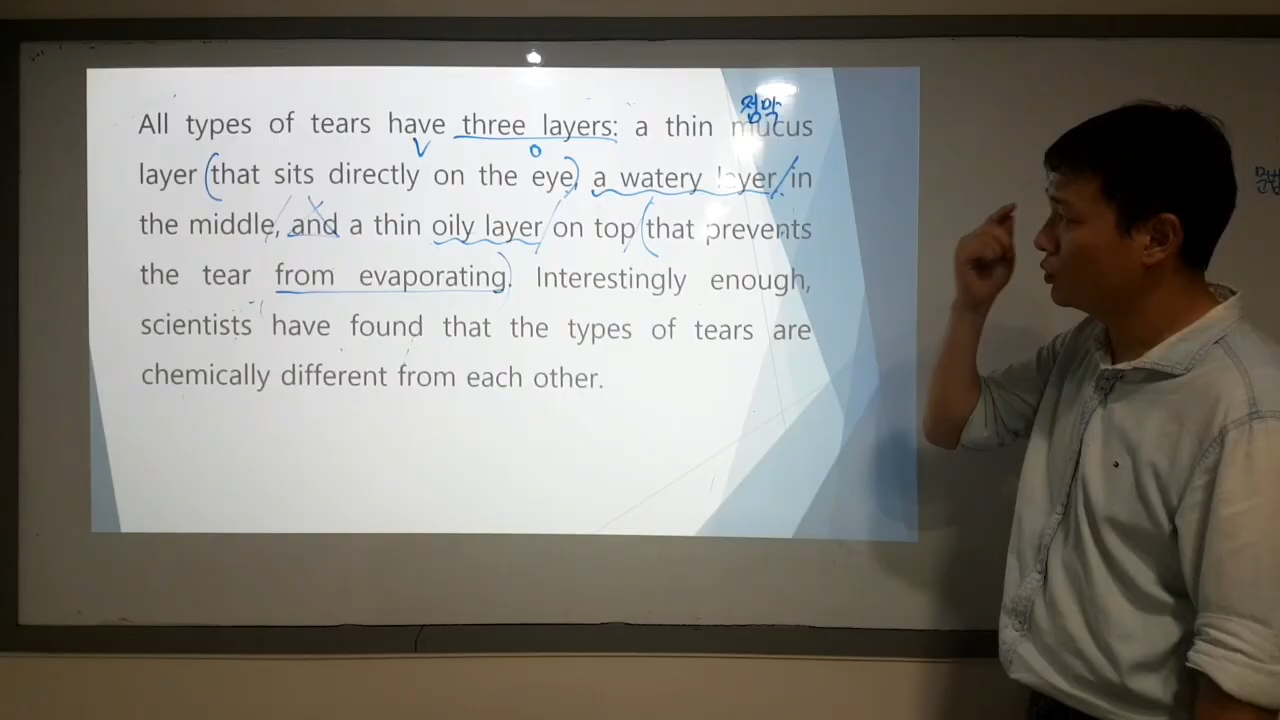 점막
All types of tears have three layers: a thin mucus
V O
layer (that sits directly on the eye), a watery layer / in
the middle, / and a thin oily layer / on top / (that prevents
the tear from evaporating). Interestingly enough,
scientists have found that the types of tears are
chemically different from each other.